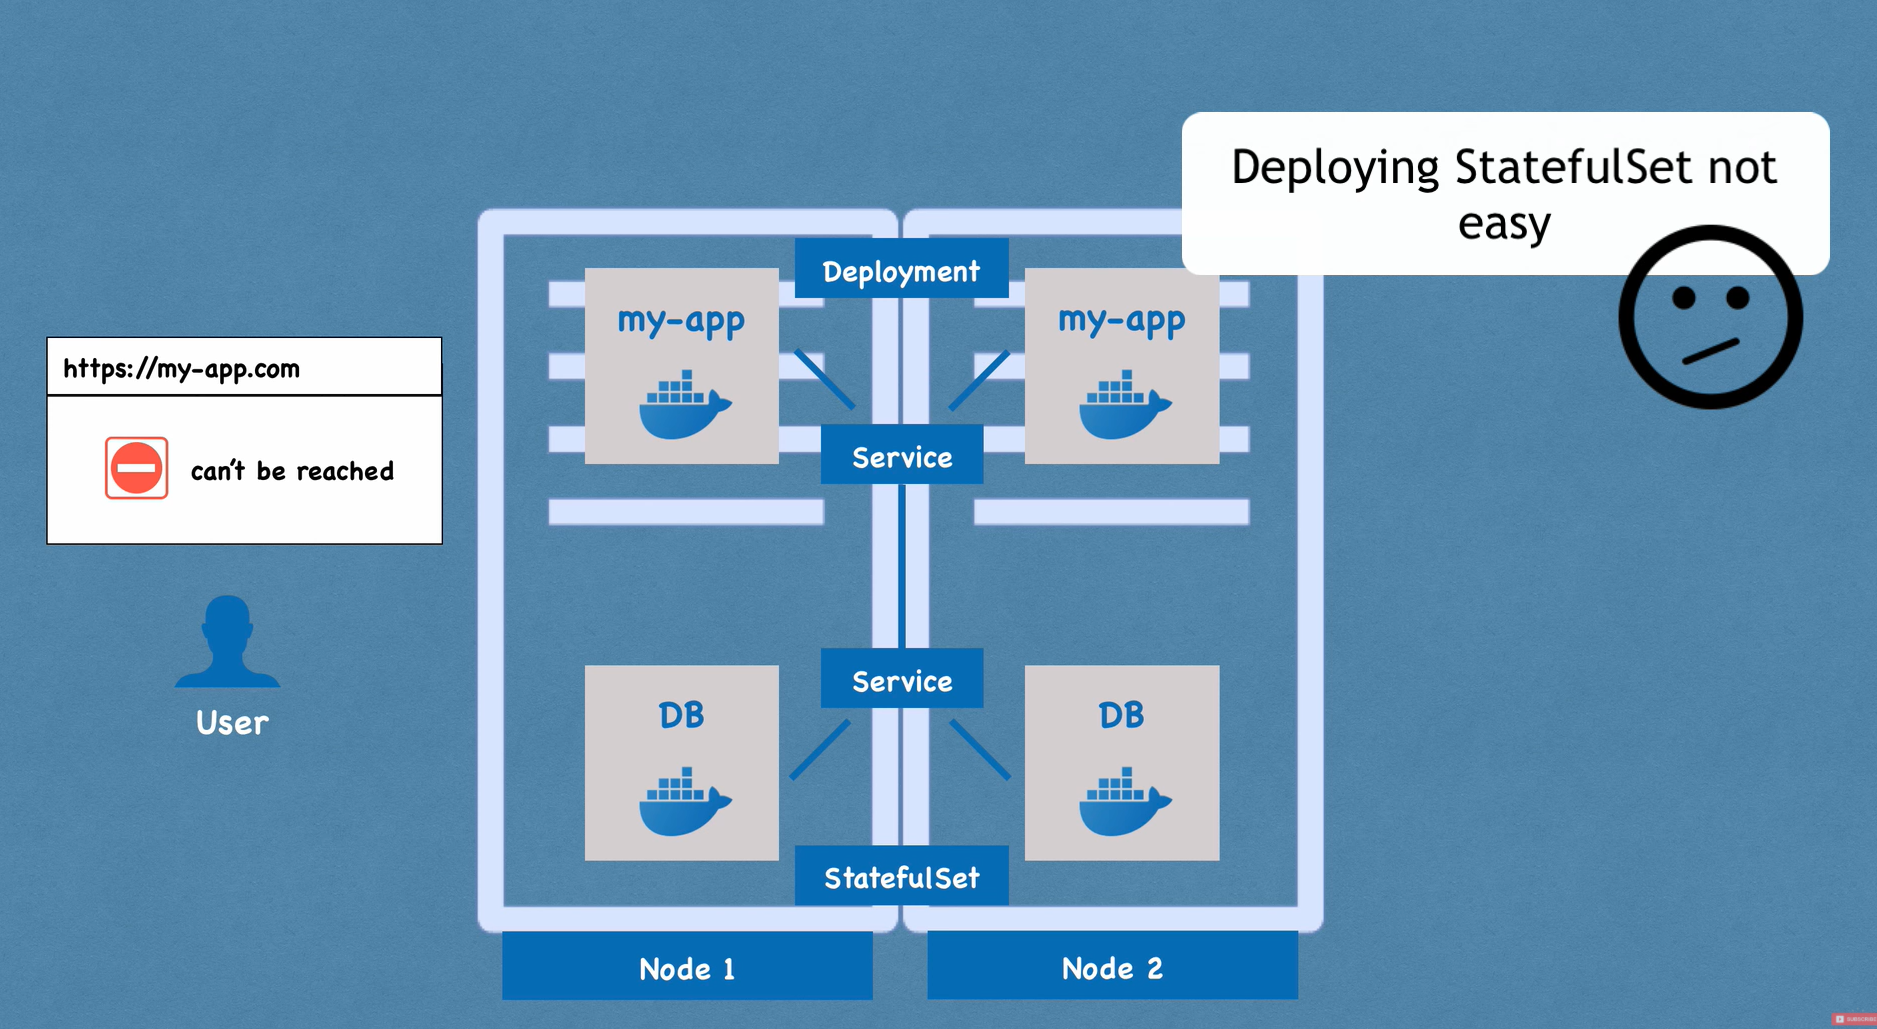 Deploying StatefulSet not
easy
Deployment
my-app
my-app
https://my-app.com
Service
can't be reached
Service
DB
DB
User
StatefulSet
Node 1
Node 2
SUBSCRIBE